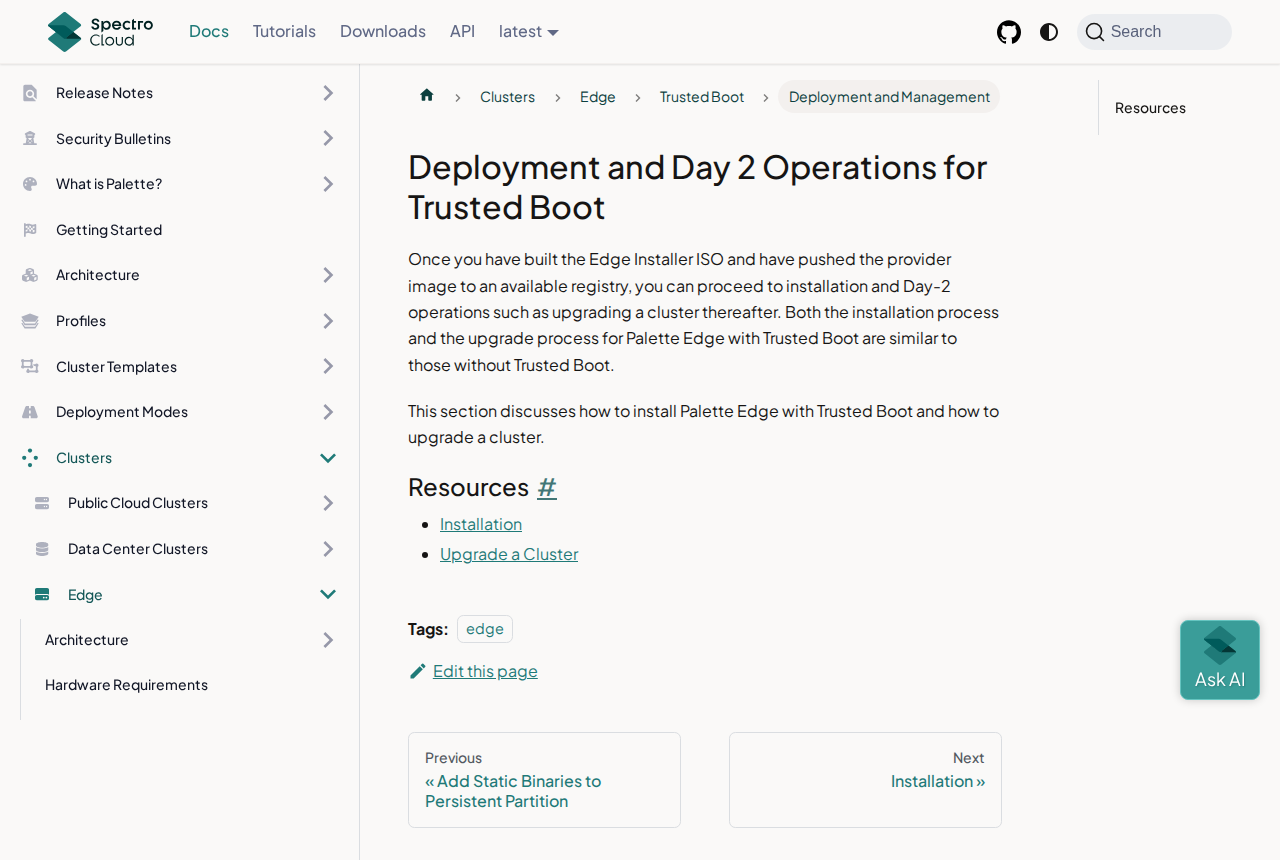 Spectro
Cloud
Docs
Tutorials
Downloads
API
latest
Search
Release Notes
Security Bulletins
What is Palette?
Getting Started
Architecture
Profiles
Cluster Templates
Deployment Modes
Clusters
Public Cloud Clusters
Data Center Clusters
Edge
Architecture
Hardware Requirements
Clusters
Edge
Trusted Boot
Deployment and Management
Deployment and Day 2 Operations for
Trusted Boot
Once you have built the Edge Installer ISO and have pushed the provider
image to an available registry, you can proceed to installation and Day-2
operations such as upgrading a cluster thereafter. Both the installation process
and the upgrade process for Palette Edge with Trusted Boot are similar to
those without Trusted Boot.
This section discusses how to install Palette Edge with Trusted Boot and how to
upgrade a cluster.
Resources #
Installation
Upgrade a Cluster
Tags: edge
Edit this page
Previous
« Add Static Binaries to
Persistent Partition
Next
Installation »
Resources
Ask AI